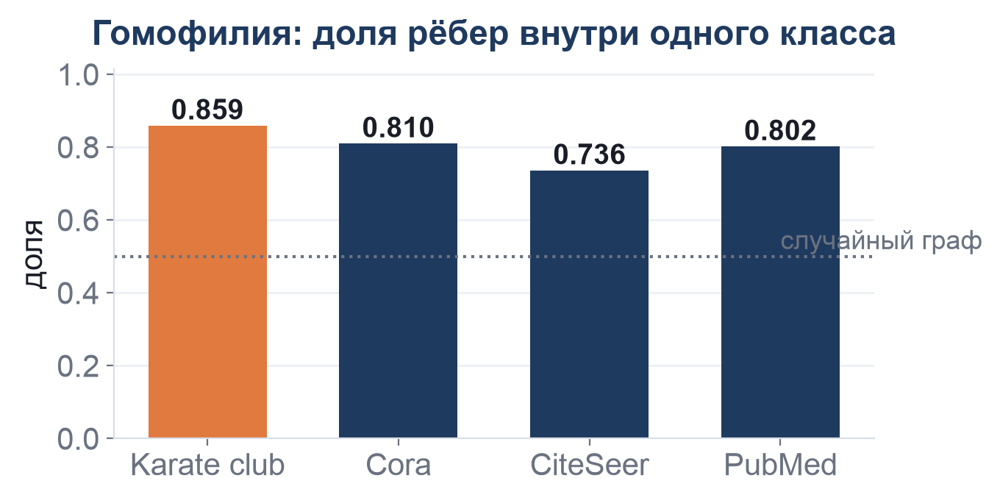 Гомофилия: доля рёбер внутри одного класса
доля
1.0
0.8
0.6
0.4
0.2
0.0
0.859
0.810
0.736
0.802
случайный граф
Karate club
Cora
CiteSeer
PubMed